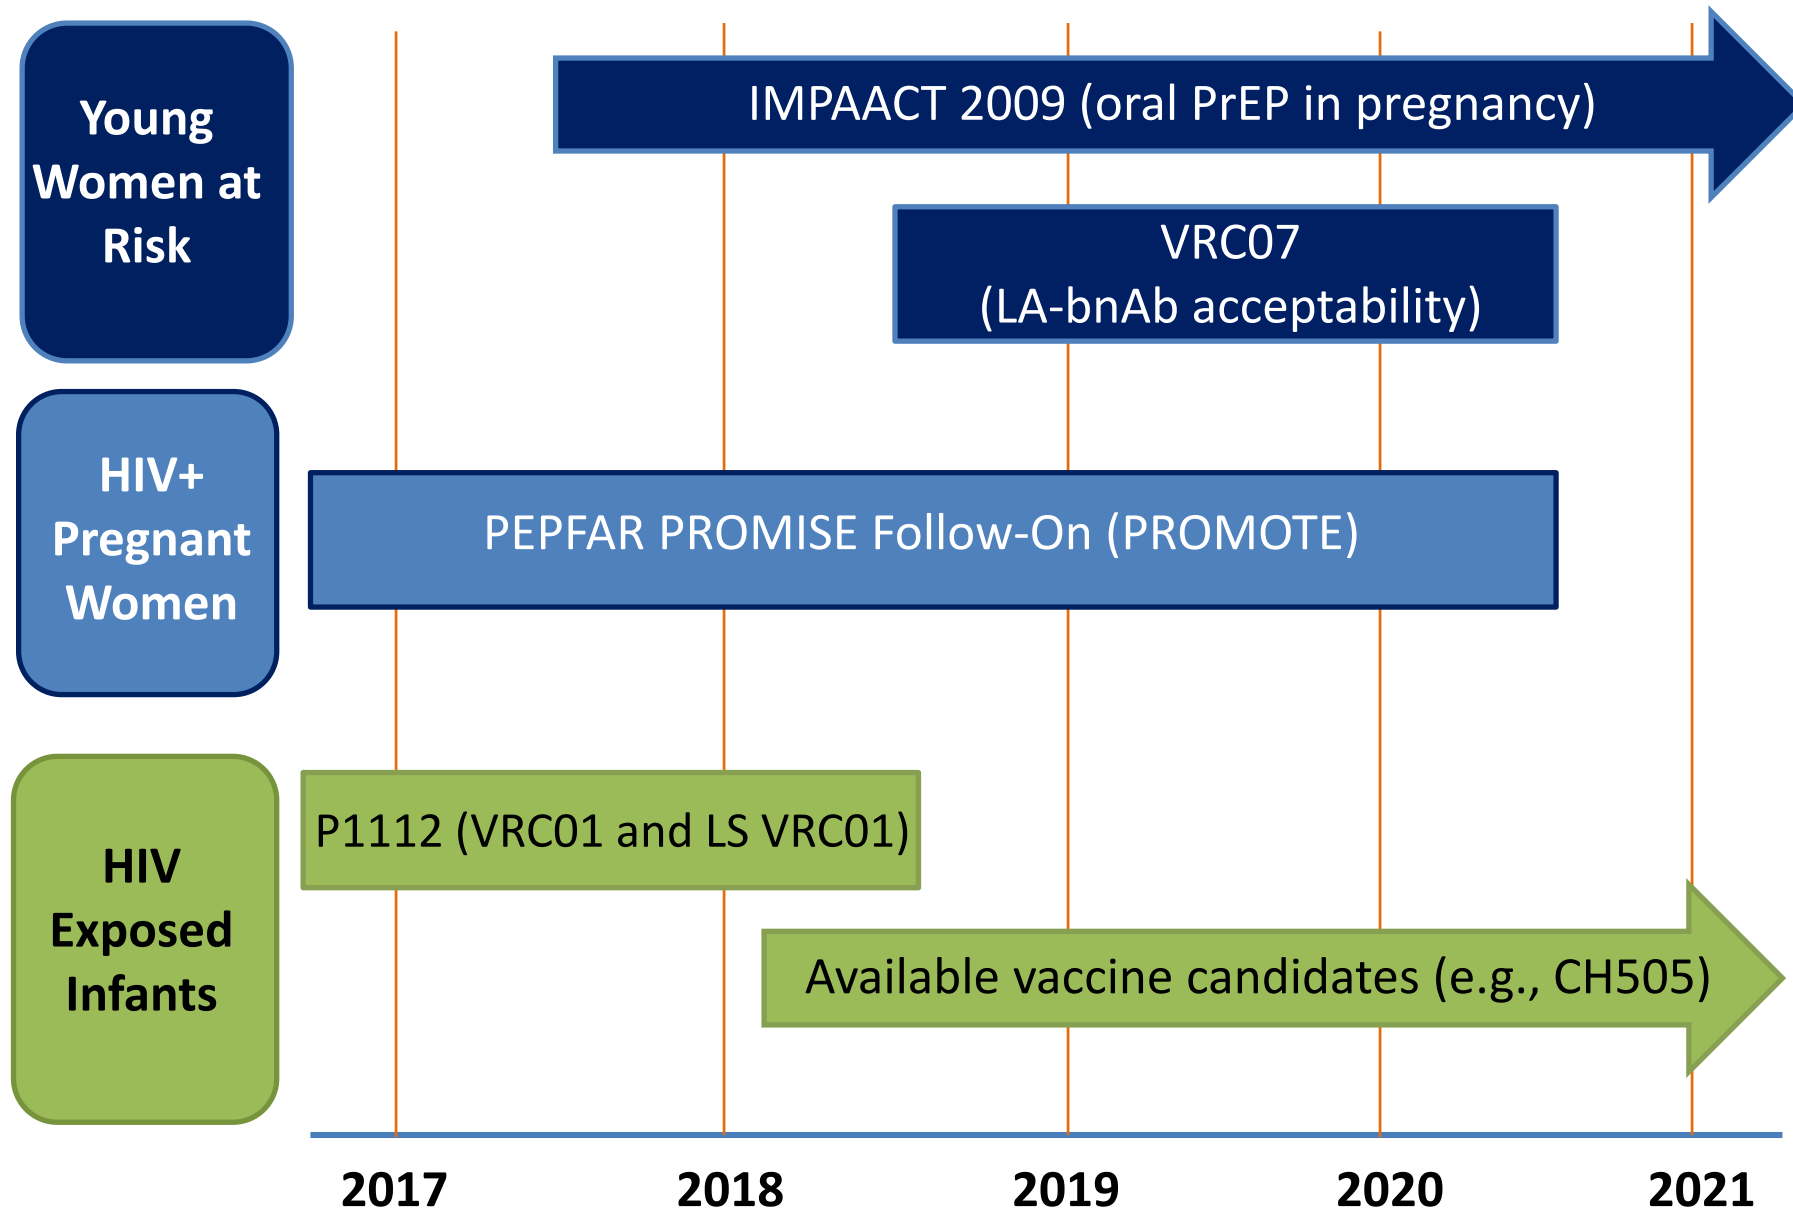 Young
Women at
Risk
IMPAACT 2009 (oral PrEP in pregnancy)
VRC07
(LA-bnAb acceptability)
HIV+
Pregnant
Women
PEPFAR PROMISE Follow-On (PROMOTE)
HIV
Exposed
Infants
P1112 (VRC01 and LS VRC01)
Available vaccine candidates (e.g., CH505)
2017 2018 2019 2020 2021